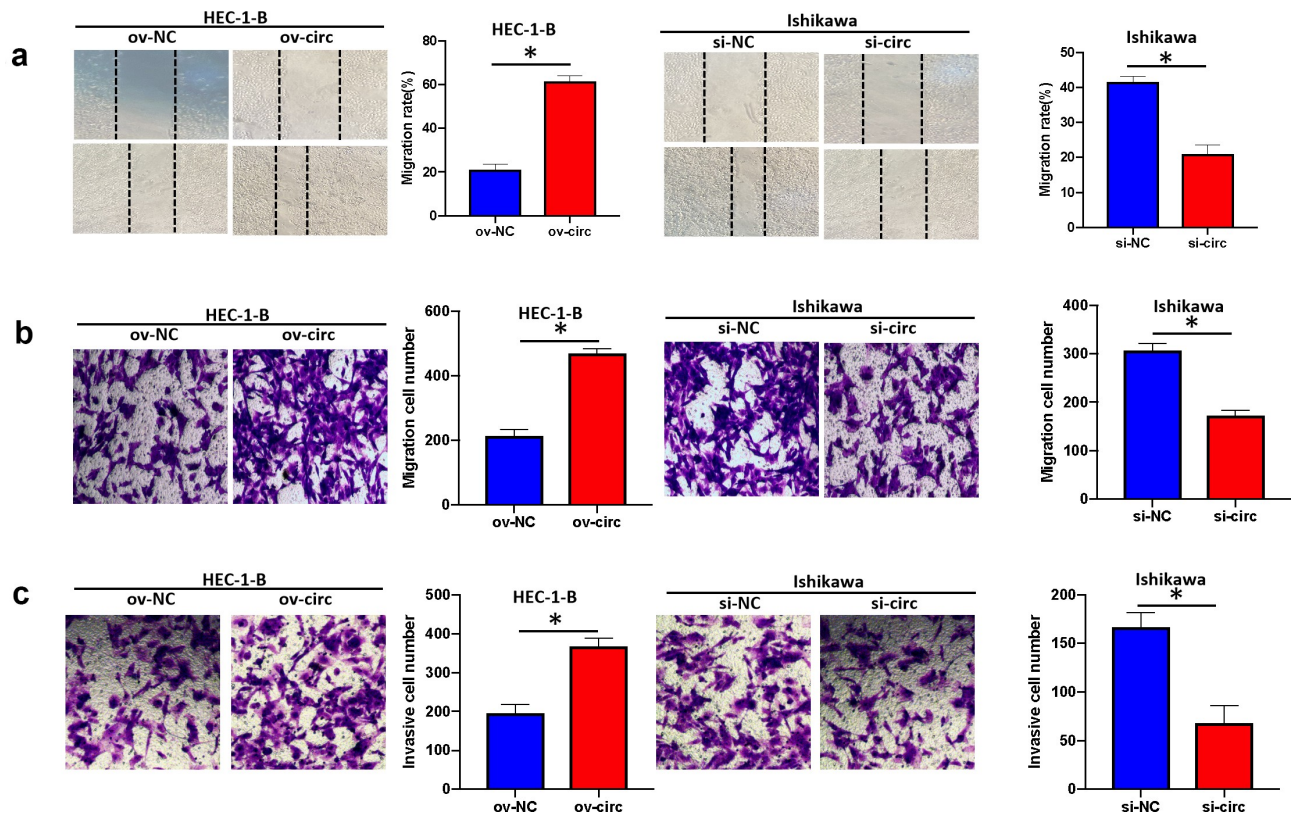 a
HEC-1-B
ov-NC ov-circ
HEC-1-B
*
Migration rate(%)
80
60
40
20
0
ov-NC ov-circ
Ishikawa
si-NC si-circ
Ishikawa
*
Migration rate(%)
50
40
30
20
10
0
si-NC si-circ
b
HEC-1-B
ov-NC ov-circ
HEC-1-B
*
Migration cell number
600
400
200
0
ov-NC ov-circ
Ishikawa
si-NC si-circ
Ishikawa
*
Migration cell number
400
300
200
100
0
si-NC si-circ
c
HEC-1-B
ov-NC ov-circ
HEC-1-B
*
Invasive cell number
500
400
300
200
100
0
ov-NC ov-circ
Ishikawa
si-NC si-circ
Ishikawa
*
Invasive cell number
200
150
100
50
0
si-NC si-circ